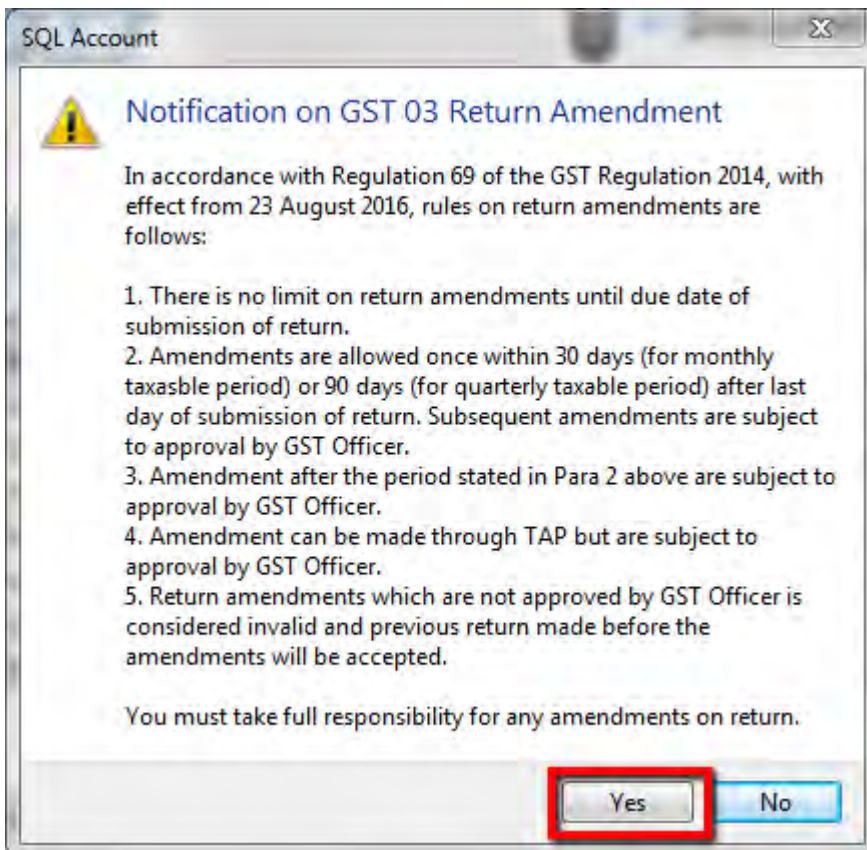 SQL Account
Notification on GST 03 Return Amendment
In accordance with Regulation 69 of the GST Regulation 2014, with
effect from 23 August 2016, rules on return amendments are
follows:
1. There is no limit on return amendments until due date of
submission of return.
2. Amendments are allowed once within 30 days (for monthly
taxasble period) or 90 days (for quarterly taxable period) after last
day of submission of return. Subsequent amendments are subject
to approval by GST Officer.
3. Amendment after the period stated in Para 2 above are subject to
approval by GST Officer.
4. Amendment can be made through TAP but are subject to
approval by GST Officer.
5. Return amendments which are not approved by GST Officer is
considered invalid and previous return made before the
amendments will be accepted.
You must take full responsibility for any amendments on return.
Yes No